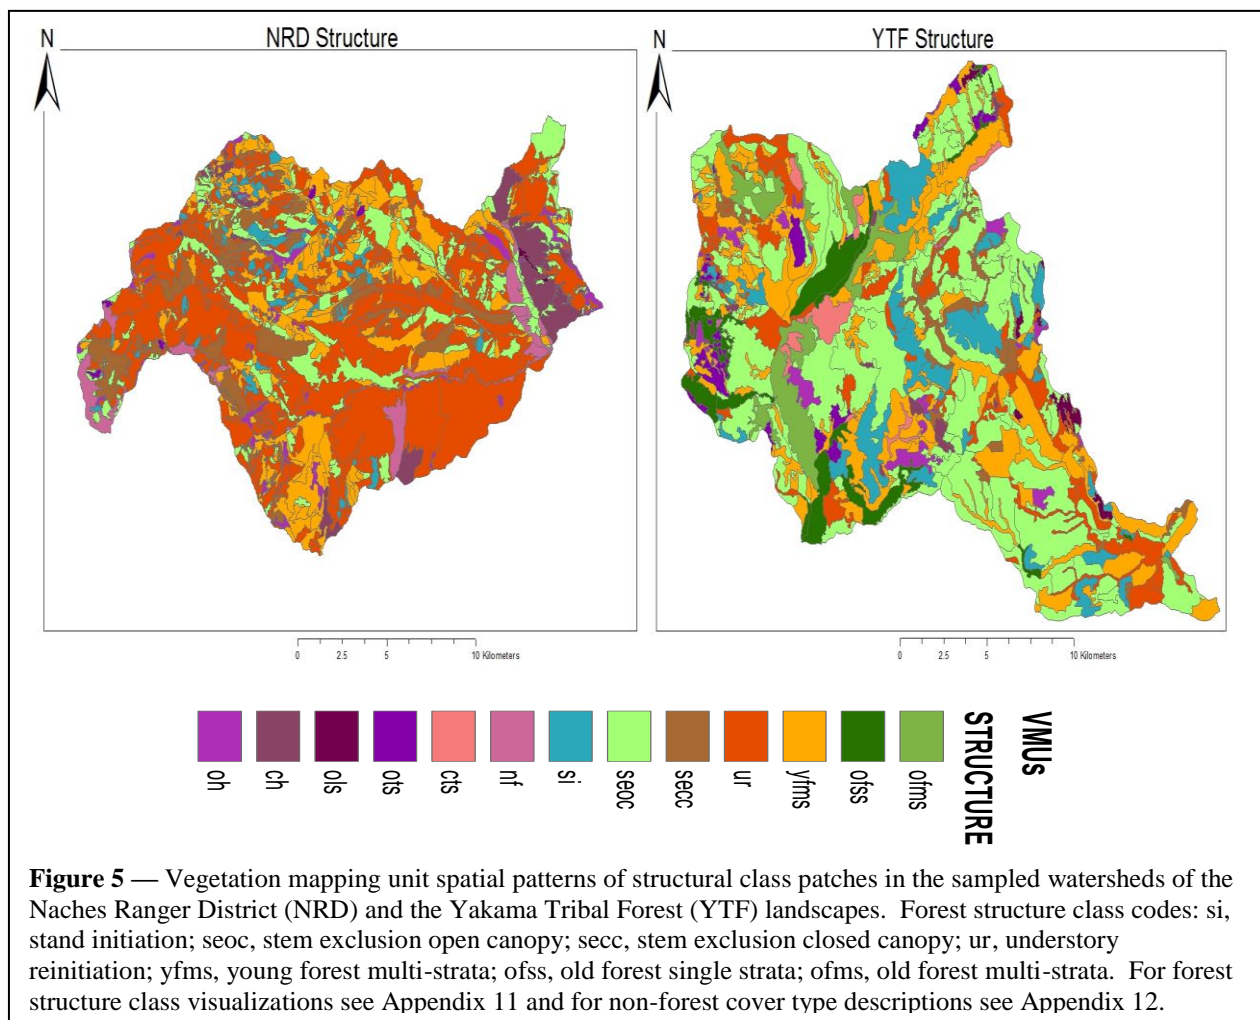 NRD Structure
YTF Structure
N
N
0 2.5 5 10 Kilometers
0 2.5 5 10 Kilometers
oh
ch
ols
ots
cts
nf
si
seoc
secc
ur
yfms
ofss
ofms
STRUCTURE
VMUs
Figure 5 — Vegetation mapping unit spatial patterns of structural class patches in the sampled watersheds of the
Naches Ranger District (NRD) and the Yakama Tribal Forest (YTF) landscapes. Forest structure class codes: si,
stand initiation; seoc, stem exclusion open canopy; secc, stem exclusion closed canopy; ur, understory
reinitiation; yfms, young forest multi-strata; ofss, old forest single strata; ofms, old forest multi-strata. For forest
structure class visualizations see Appendix 11 and for non-forest cover type descriptions see Appendix 12.